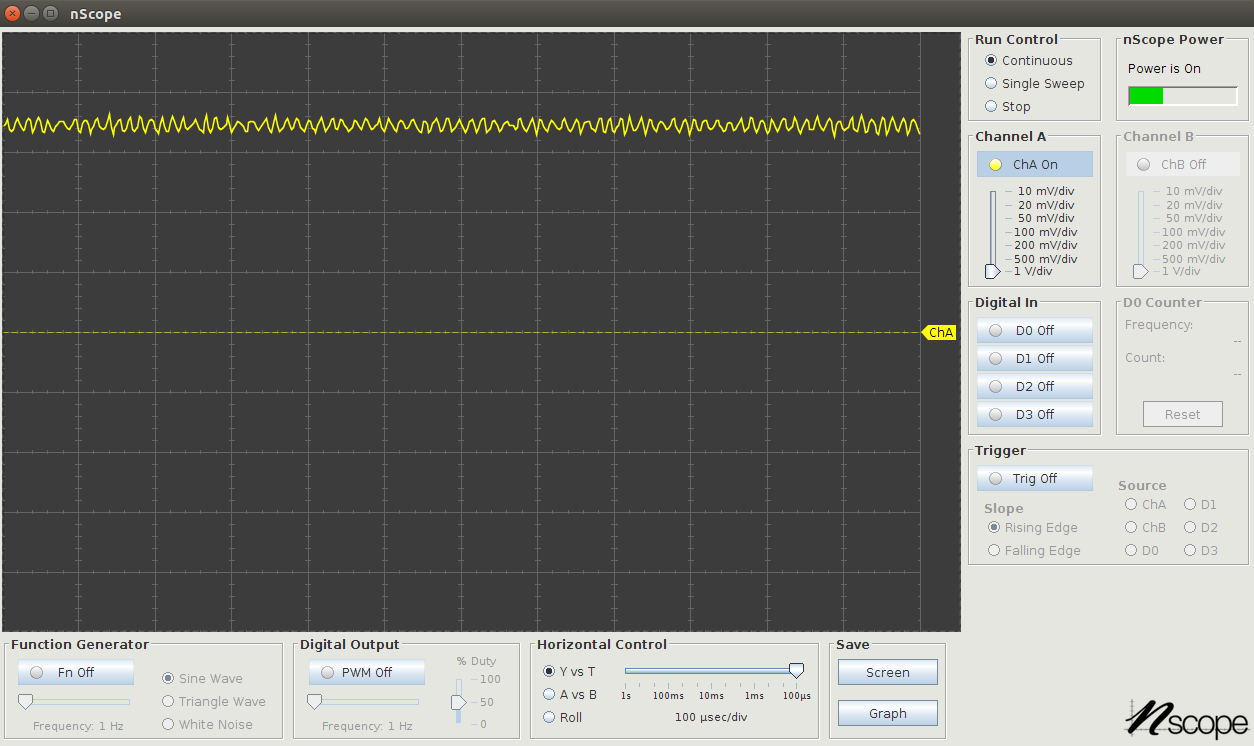 nScope
ChA
Run Control
Continuous
Single Sweep
Stop
nScope Power
Power is On
Channel A
ChA On
10 mV/div
20 mV/div
50 mV/div
100 mV/div
200 mV/div
500 mV/div
1 V/div
Channel B
ChB Off
10 mV/div
20 mV/div
50 mV/div
100 mV/div
200 mV/div
500 mV/div
1 V/div
Digital In
D0 Off
D1 Off
D2 Off
D3 Off
D0 Counter
Frequency:
--
Count:
--
Reset
Trigger
Trig Off
Slope
Rising Edge
Falling Edge
Source
ChA D1
ChB D2
D0 D3
Function Generator
Fn Off
Frequency: 1 Hz
Sine Wave
Triangle Wave
White Noise
Digital Output
PWM Off
Frequency: 1 Hz
% Duty
100
50
0
Horizontal Control
Y vs T
A vs B
Roll
1s 100ms 10ms 1ms 100µs
100 µsec/div
Save
Screen
Graph
nscope